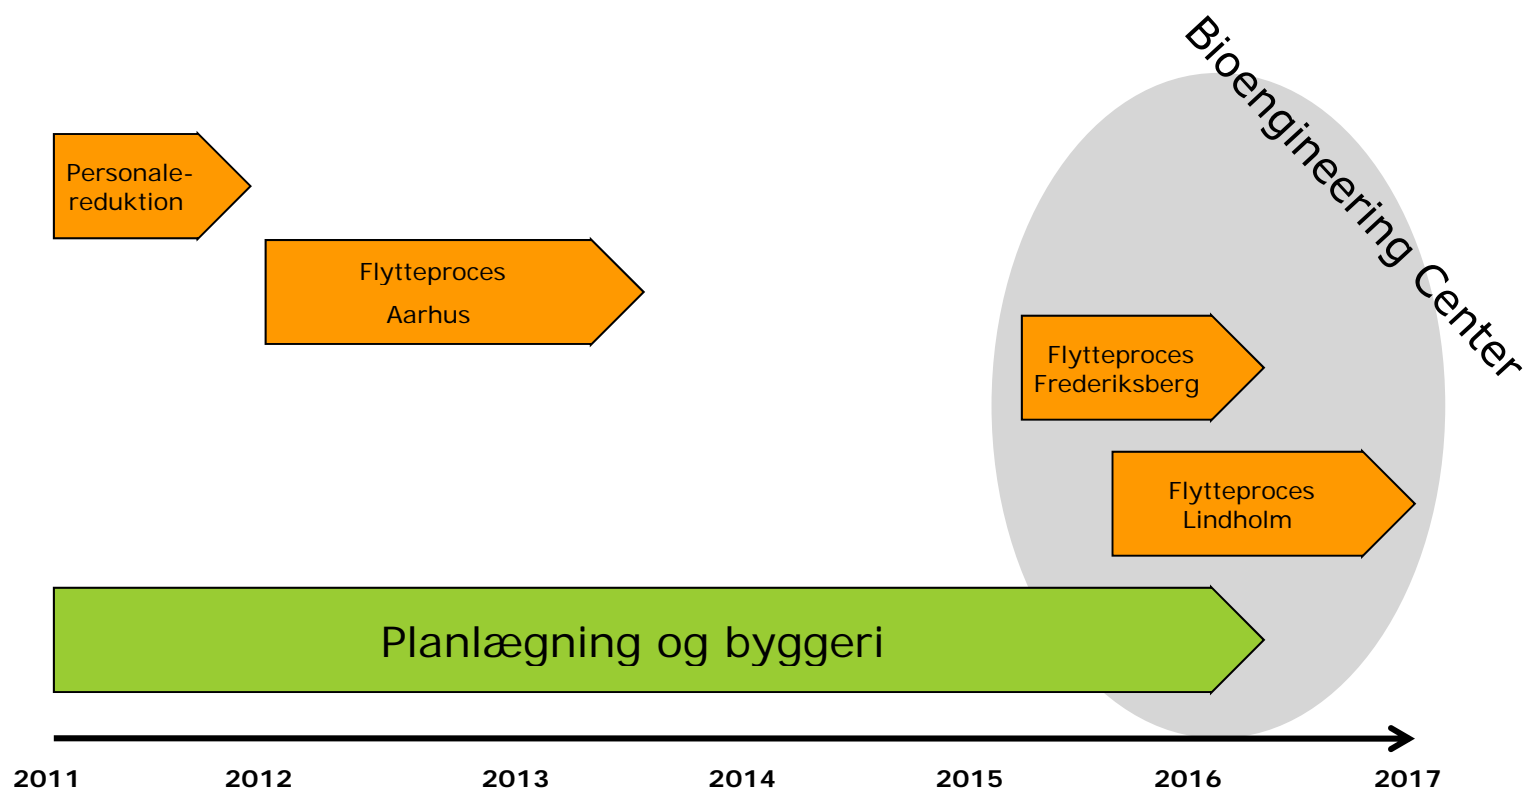 Bioengineering Center
Personale-
reduktion
Flytteproces
Aarhus
Flytteproces
Frederiksberg
Flytteproces
Lindholm
Planlægning og byggeri
2011 2012 2013 2014 2015 2016 2017